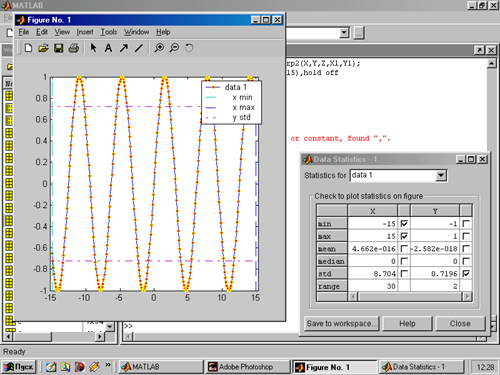 MATLAB
Figure No. 1
File Edit View Insert Tools Window Help
rp2(X,Y,Z,X1,Y1);
15),hold off
or constant, found ",".
1
0.8
0.6
0.4
0.2
0
-0.2
-0.4
-0.6
-0.8
-1
-15 -10 -5 0 5 10 15
data 1
x min
x max
y std
Data Statistics - 1
Statistics for data 1
Check to plot statistics on figure
X Y
min -15 -1
max 15 1
mean 4.662e-016 -2.582e-018
median 0 0
std 8.704 0.7196
range 30 2
Save to workspace... Help Close
>>
Ready
Пуск MATLAB Adobe Photoshop Figure No. 1 Data Statistics - 1 12:28